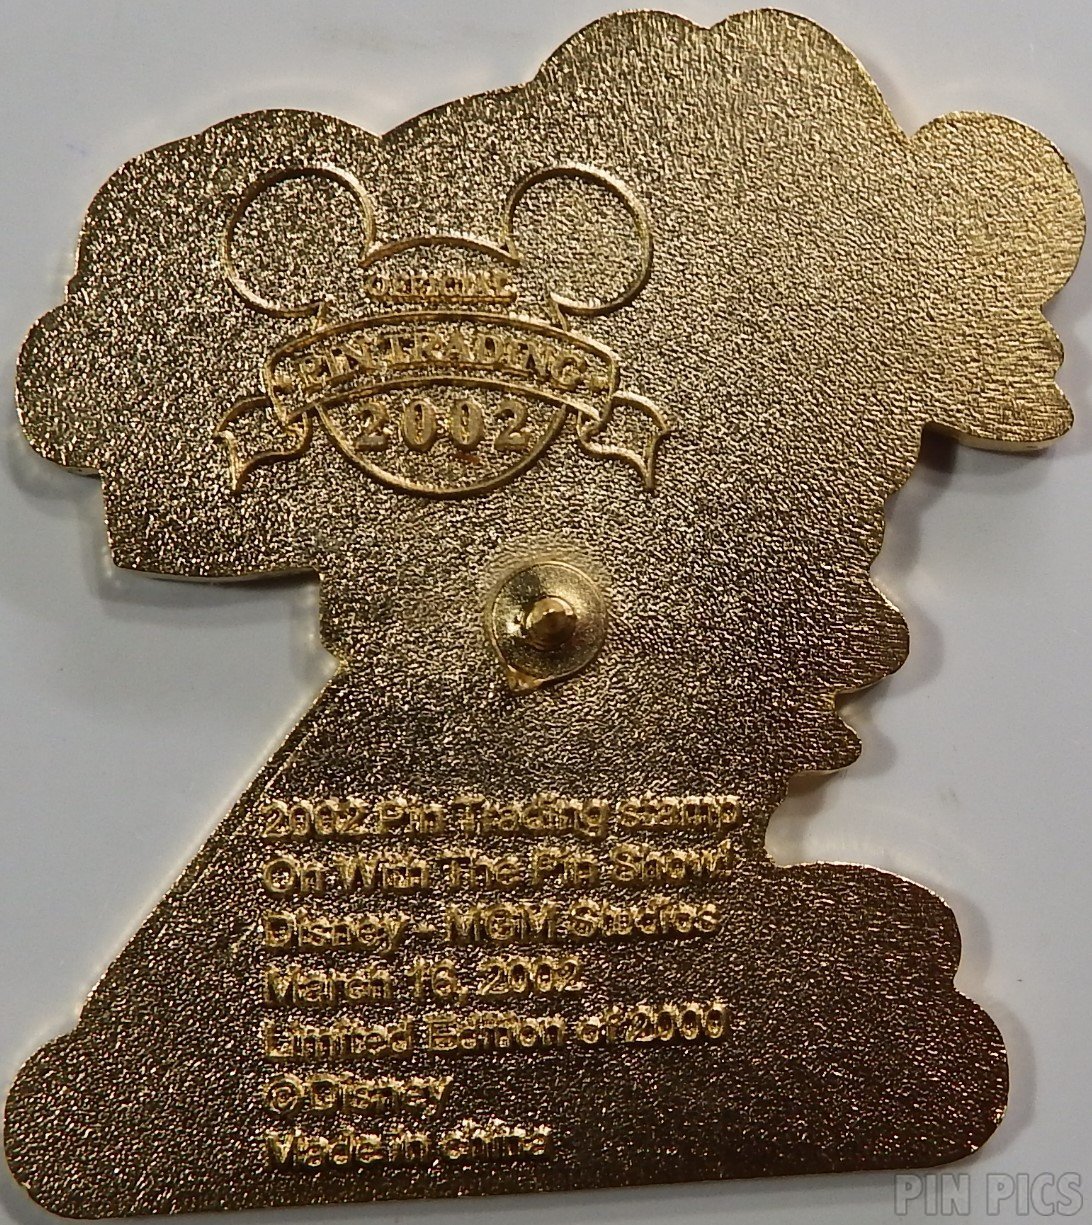 OFFICIAL
PIN TRADING
2002
2002 Pin Trading stamp
On With The Pin Show!
Disney - MGM Studios
March 16, 2002
Limited Edition of 2000
© Disney
Made in china
PIN PICS